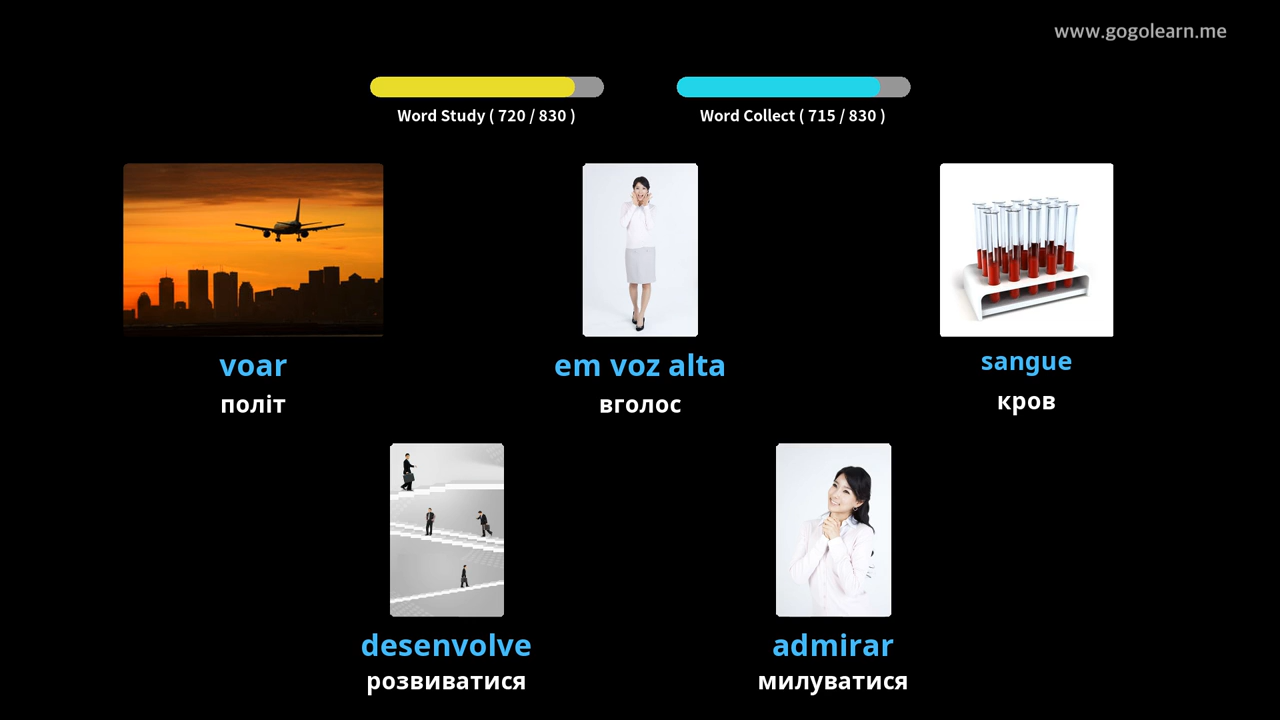 www.gogolearn.me
Word Study ( 720 / 830 )
Word Collect ( 715 / 830 )
voar
політ
em voz alta
вголос
sangue
кров
desenvolve
розвиватися
admirar
милуватися